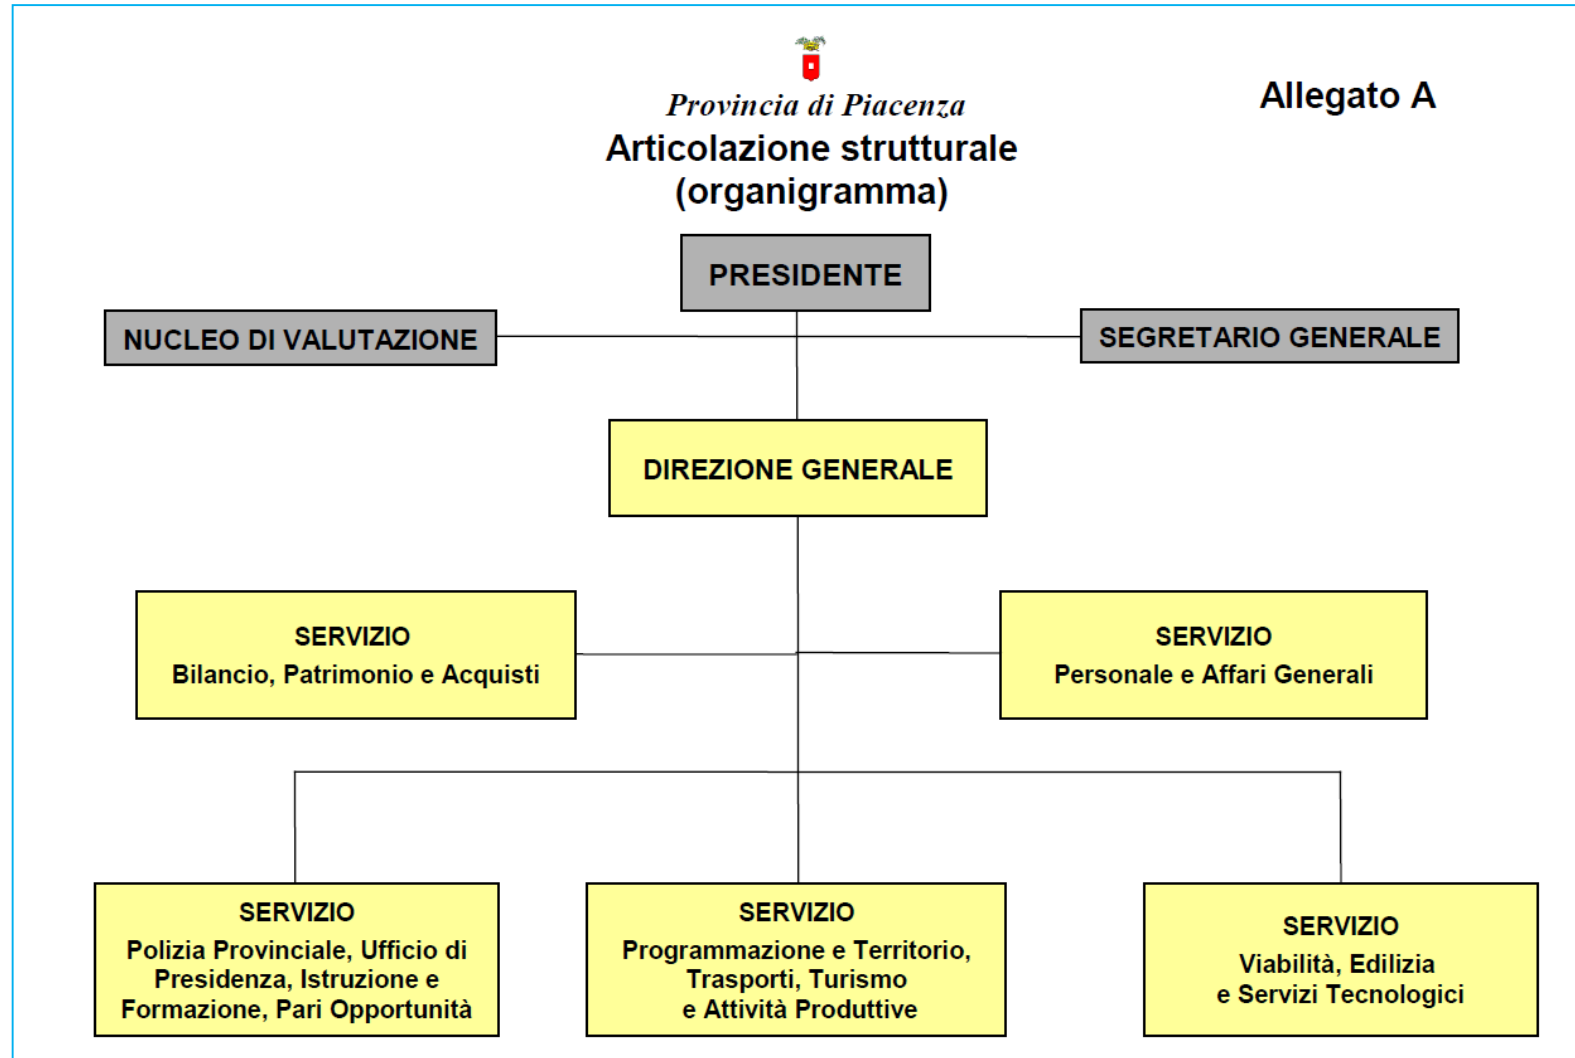 Provincia di Piacenza
Allegato A
Articolazione strutturale
(organigramma)
PRESIDENTE
NUCLEO DI VALUTAZIONE
SEGRETARIO GENERALE
DIREZIONE GENERALE
SERVIZIO
Bilancio, Patrimonio e Acquisti
SERVIZIO
Personale e Affari Generali
SERVIZIO
Polizia Provinciale, Ufficio di
Presidenza, Istruzione e
Formazione, Pari Opportunità
SERVIZIO
Programmazione e Territorio,
Trasporti, Turismo
e Attività Produttive
SERVIZIO
Viabilità, Edilizia
e Servizi Tecnologici